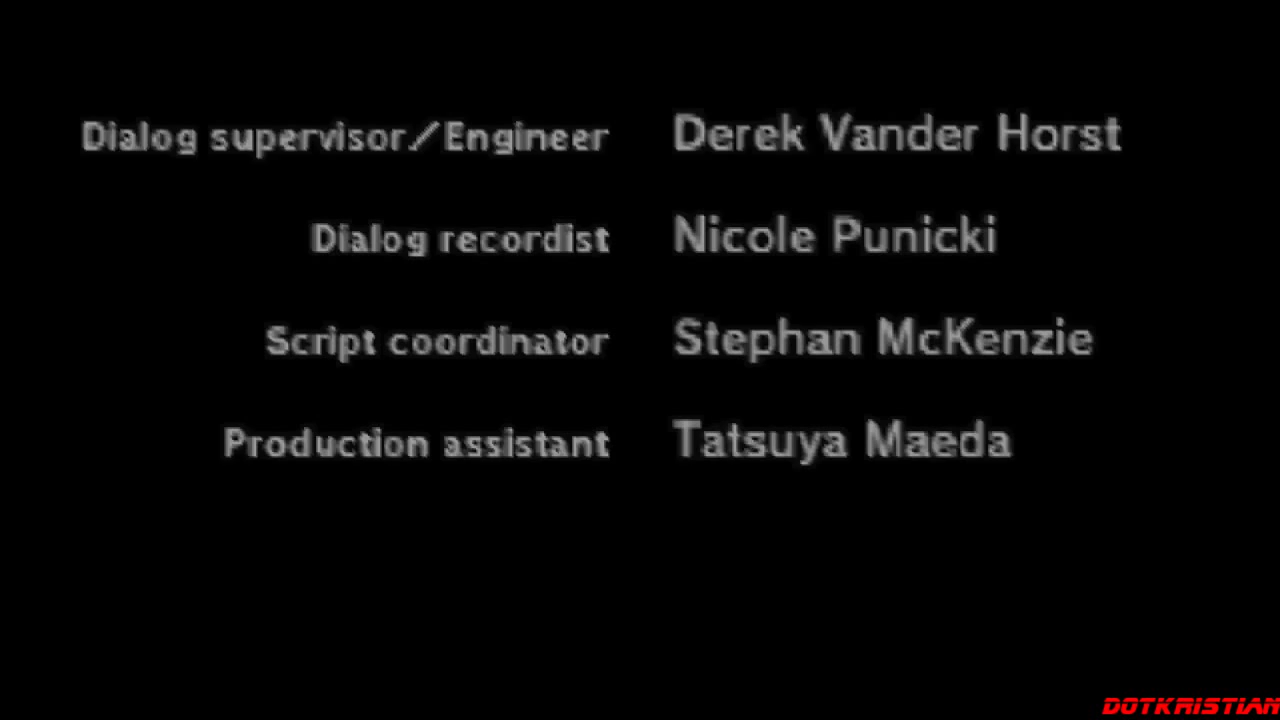 Dialog supervisor/Engineer Derek Vander Horst
Dialog recordist Nicole Punicki
Script coordinator Stephan McKenzie
Production assistant Tatsuya Maeda
DOTKRISTIAN